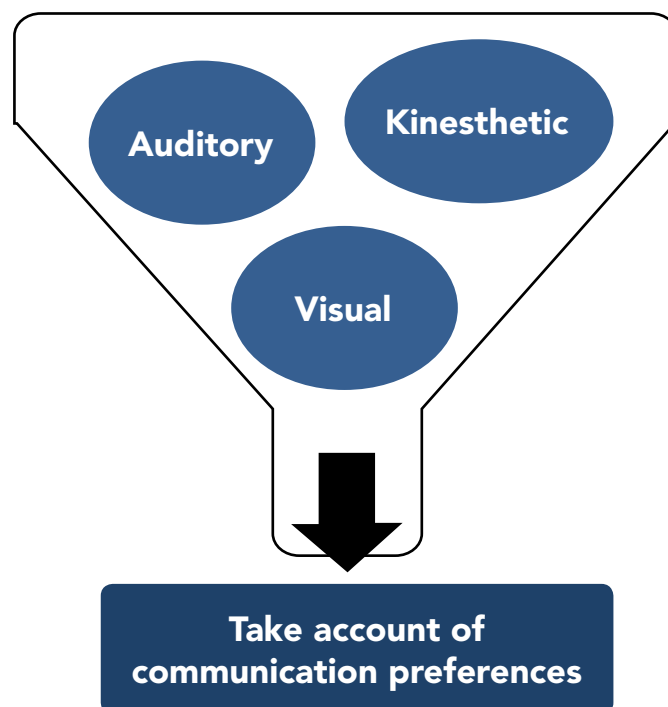 Auditory
Kinesthetic
Visual
Take account of
communication preferences